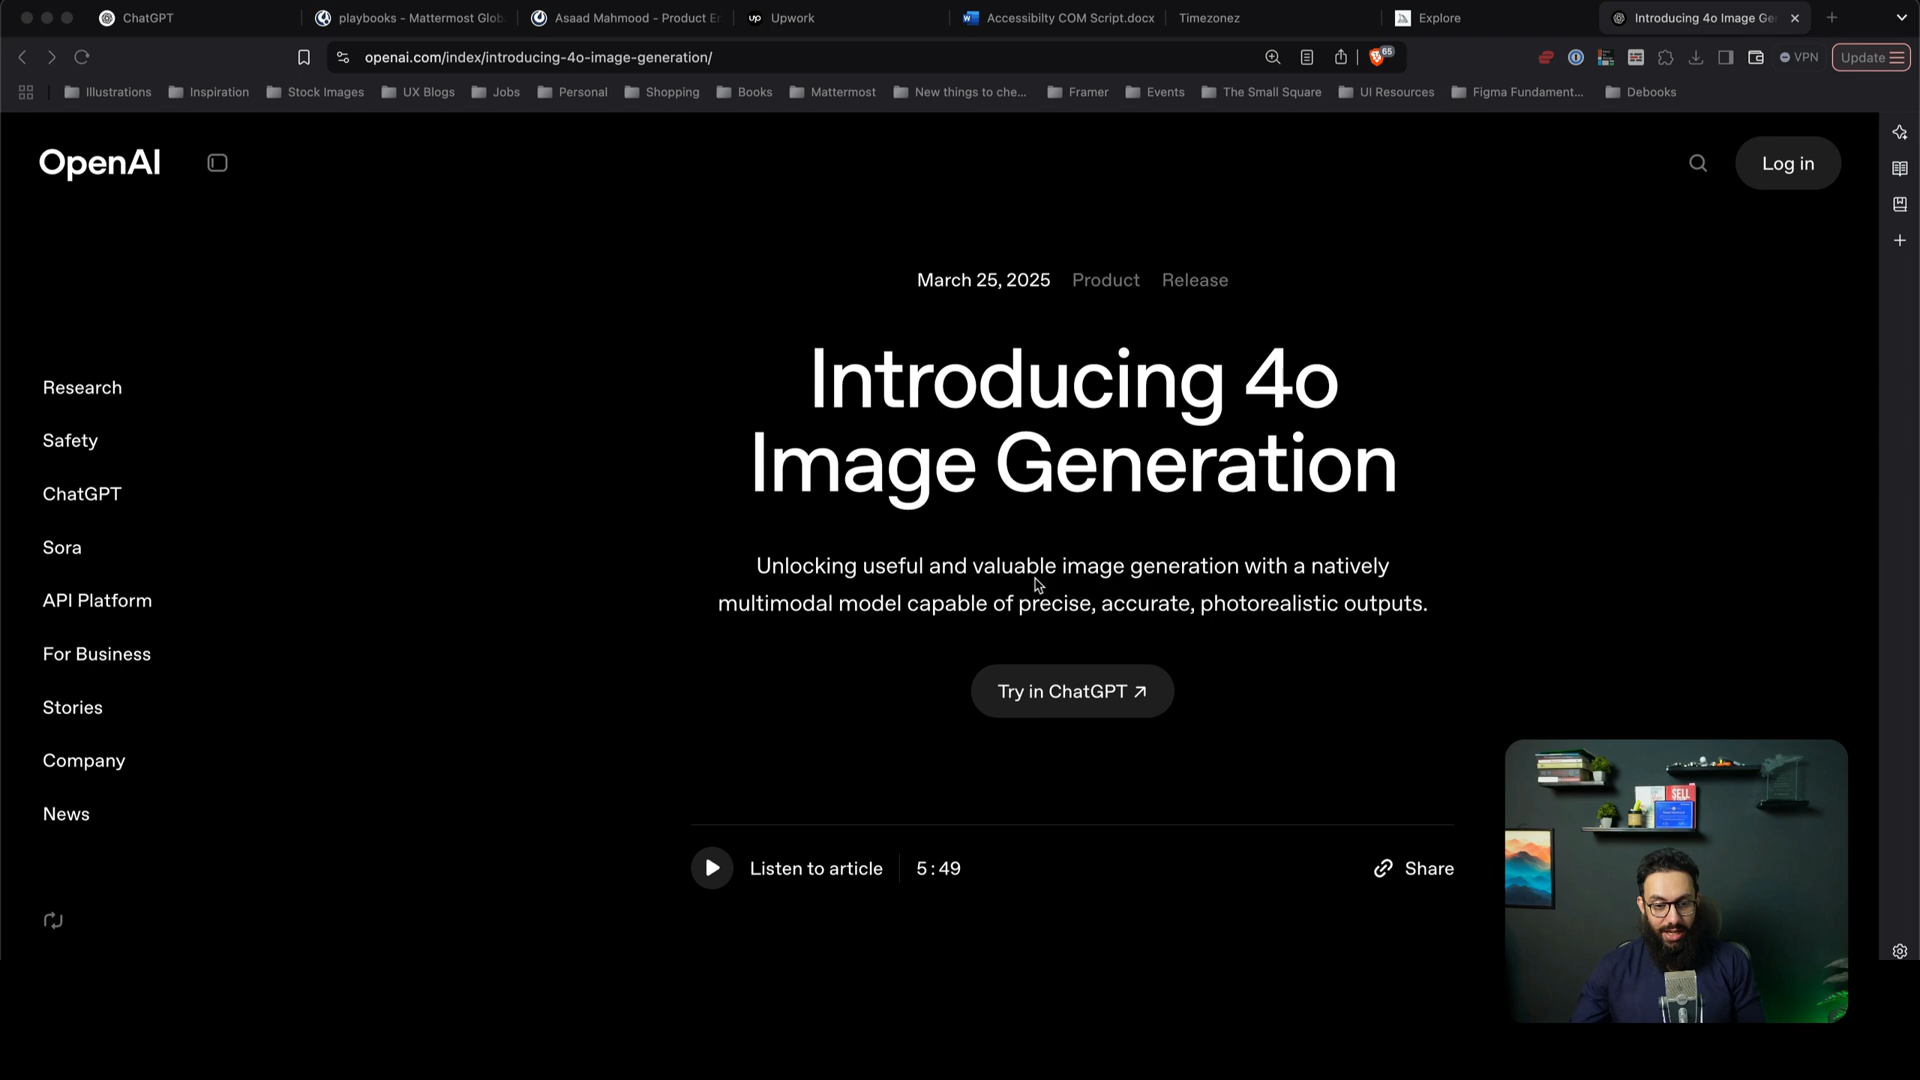 ChatGPT
playbooks - Mattermost Glob
Asaad Mahmood - Product E
Upwork
Accessibilty COM Script.docx
Timezonez
Explore
Introducing 4o Image Ge
openai.com/index/introducing-4o-image-generation/
65
VPN
Update
Illustrations
Inspiration
Stock Images
UX Blogs
Jobs
Personal
Shopping
Books
Mattermost
New things to che...
Framer
Events
The Small Square
UI Resources
Figma Fundament...
Debooks
OpenAI
Log in
March 25, 2025 Product Release
Introducing 4o
Image Generation
Unlocking useful and valuable image generation with a natively
multimodal model capable of precise, accurate, photorealistic outputs.
Try in ChatGPT ↗
Research
Safety
ChatGPT
Sora
API Platform
For Business
Stories
Company
News
Listen to article
5:49
Share
SELL